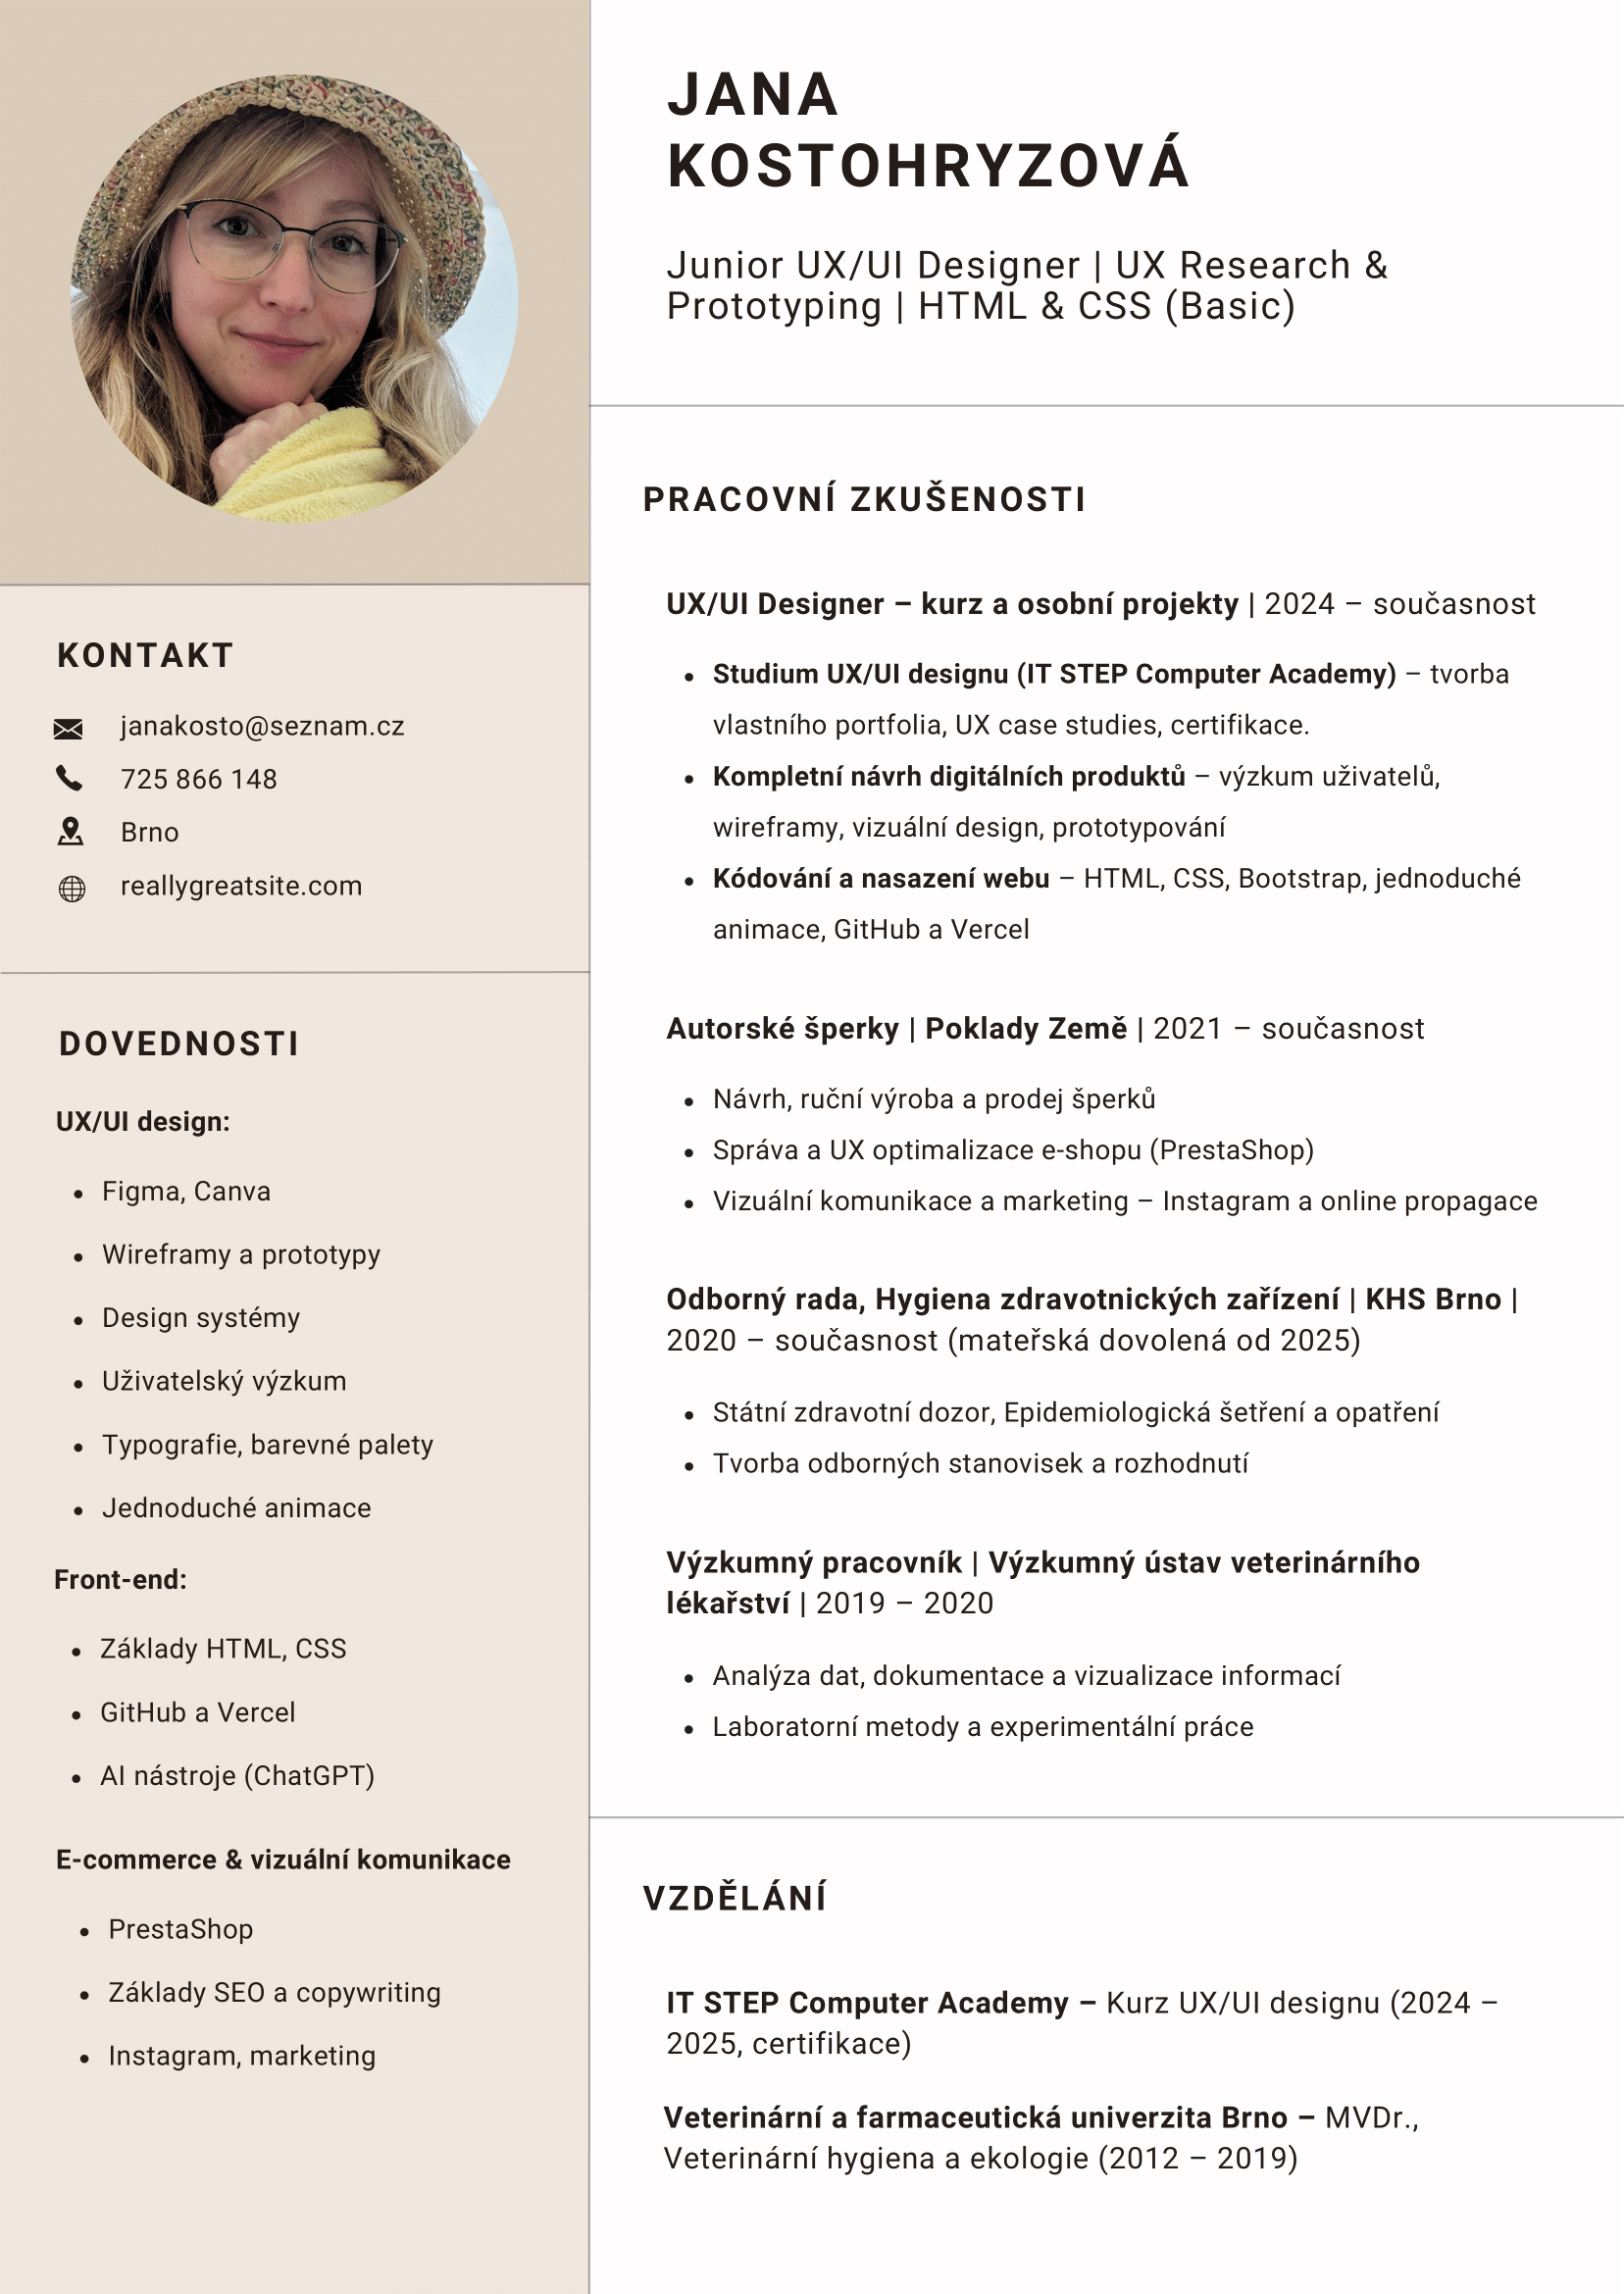 JANA
KOSTOHRYZOVÁ
Junior UX/UI Designer | UX Research &
Prototyping | HTML & CSS (Basic)
KONTAKT
janakosto@seznam.cz
725 866 148
Brno
reallygreatsite.com
DOVEDNOSTI
UX/UI design:
• Figma, Canva
• Wireframy a prototypy
• Design systémy
• Uživatelský výzkum
• Typografie, barevné palety
• Jednoduché animace
Front-end:
• Základy HTML, CSS
• GitHub a Vercel
• AI nástroje (ChatGPT)
E-commerce & vizuální komunikace
• PrestaShop
• Základy SEO a copywriting
• Instagram, marketing
PRACOVNÍ ZKUŠENOSTI
UX/UI Designer – kurz a osobní projekty | 2024 – současnost
• Studium UX/UI designu (IT STEP Computer Academy) – tvorba
vlastního portfolia, UX case studies, certifikace.
• Kompletní návrh digitálních produktů – výzkum uživatelů,
wireframy, vizuální design, prototypování
• Kódování a nasazení webu – HTML, CSS, Bootstrap, jednoduché
animace, GitHub a Vercel
Autorské šperky | Poklady Země | 2021 – současnost
• Návrh, ruční výroba a prodej šperků
• Správa a UX optimalizace e-shopu (PrestaShop)
• Vizuální komunikace a marketing – Instagram a online propagace
Odborný rada, Hygiena zdravotnických zařízení | KHS Brno |
2020 – současnost (mateřská dovolená od 2025)
• Státní zdravotní dozor, Epidemiologická šetření a opatření
• Tvorba odborných stanovisek a rozhodnutí
Výzkumný pracovník | Výzkumný ústav veterinárního
lékařství | 2019 – 2020
• Analýza dat, dokumentace a vizualizace informací
• Laboratorní metody a experimentální práce
VZDĚLÁNÍ
IT STEP Computer Academy – Kurz UX/UI designu (2024 –
2025, certifikace)
Veterinární a farmaceutická univerzita Brno – MVDr.,
Veterinární hygiena a ekologie (2012 – 2019)